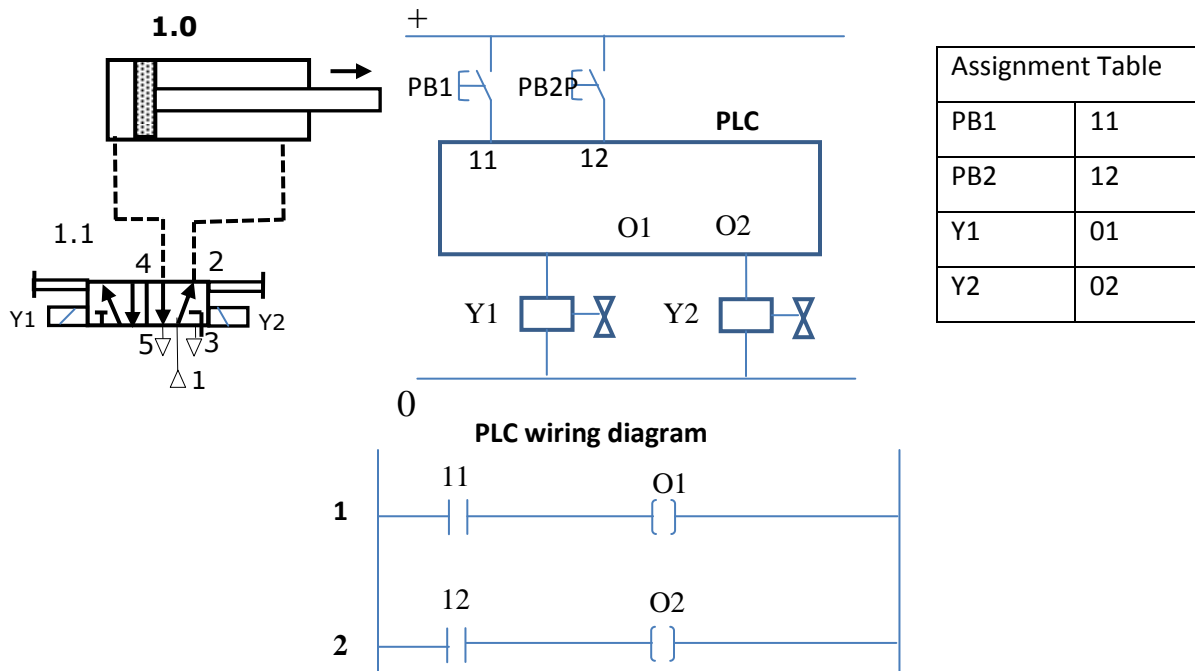 1.0
1.1
4 2
Y1 Y2
5 3
1
+
PB1 PB2P
PLC
11 12
O1 O2
Y1 Y2
0
PLC wiring diagram
Assignment Table
PB1 11
PB2 12
Y1 01
Y2 02
11 O1
1
12 O2
2